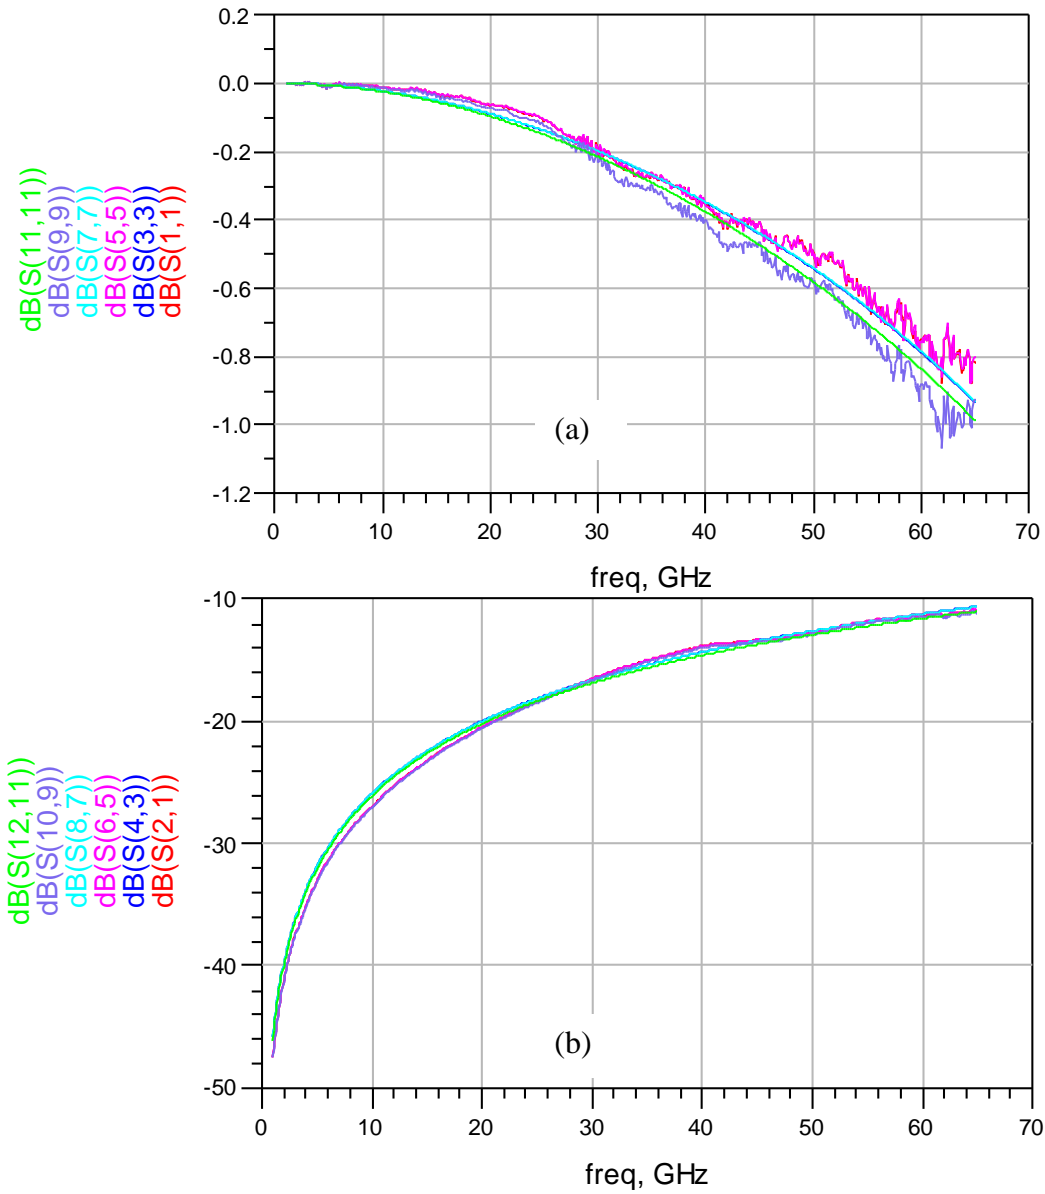 0.2
0.0
-0.2
-0.4
-0.6
-0.8
-1.0
-1.2
dB(S(11,11))
dB(S(9,9))
dB(S(7,7))
dB(S(5,5))
dB(S(3,3))
dB(S(1,1))
(a)
0 10 20 30 40 50 60 70
freq, GHz
-10
-20
-30
-40
-50
dB(S(12,11))
dB(S(10,9))
dB(S(8,7))
dB(S(6,5))
dB(S(4,3))
dB(S(2,1))
(b)
0 10 20 30 40 50 60 70
freq, GHz